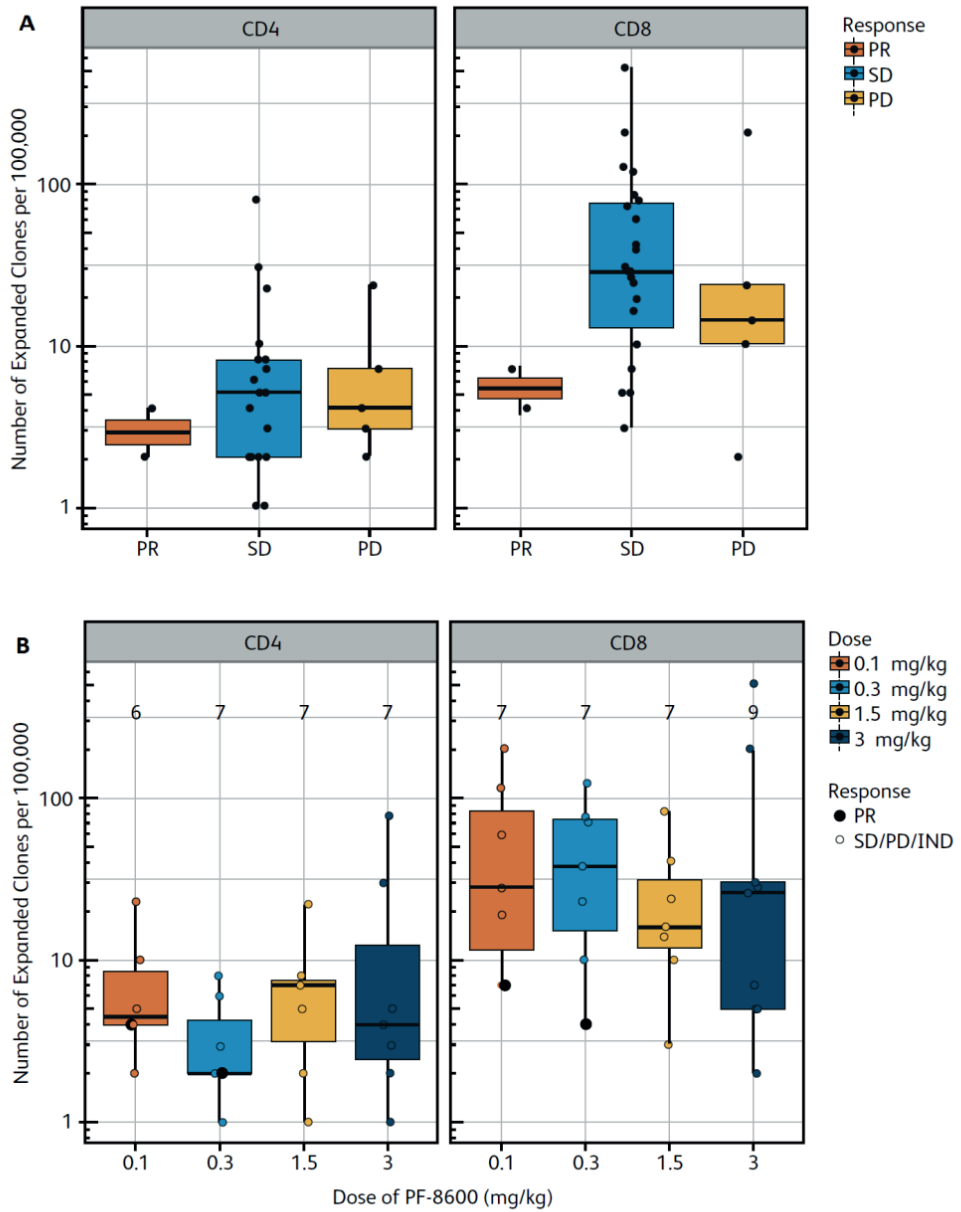 A
CD4
CD8
Response
PR
SD
PD
Number of Expanded Clones per 100,000
100
10
1
PR
SD
PD
PR
SD
PD
B
CD4
CD8
Dose
0.1 mg/kg
0.3 mg/kg
1.5 mg/kg
3 mg/kg
Response
PR
SD/PD/IND
6
7
7
7
7
7
7
9
Number of Expanded Clones per 100,000
100
10
1
0.1
0.3
1.5
3
0.1
0.3
1.5
3
Dose of PF-8600 (mg/kg)